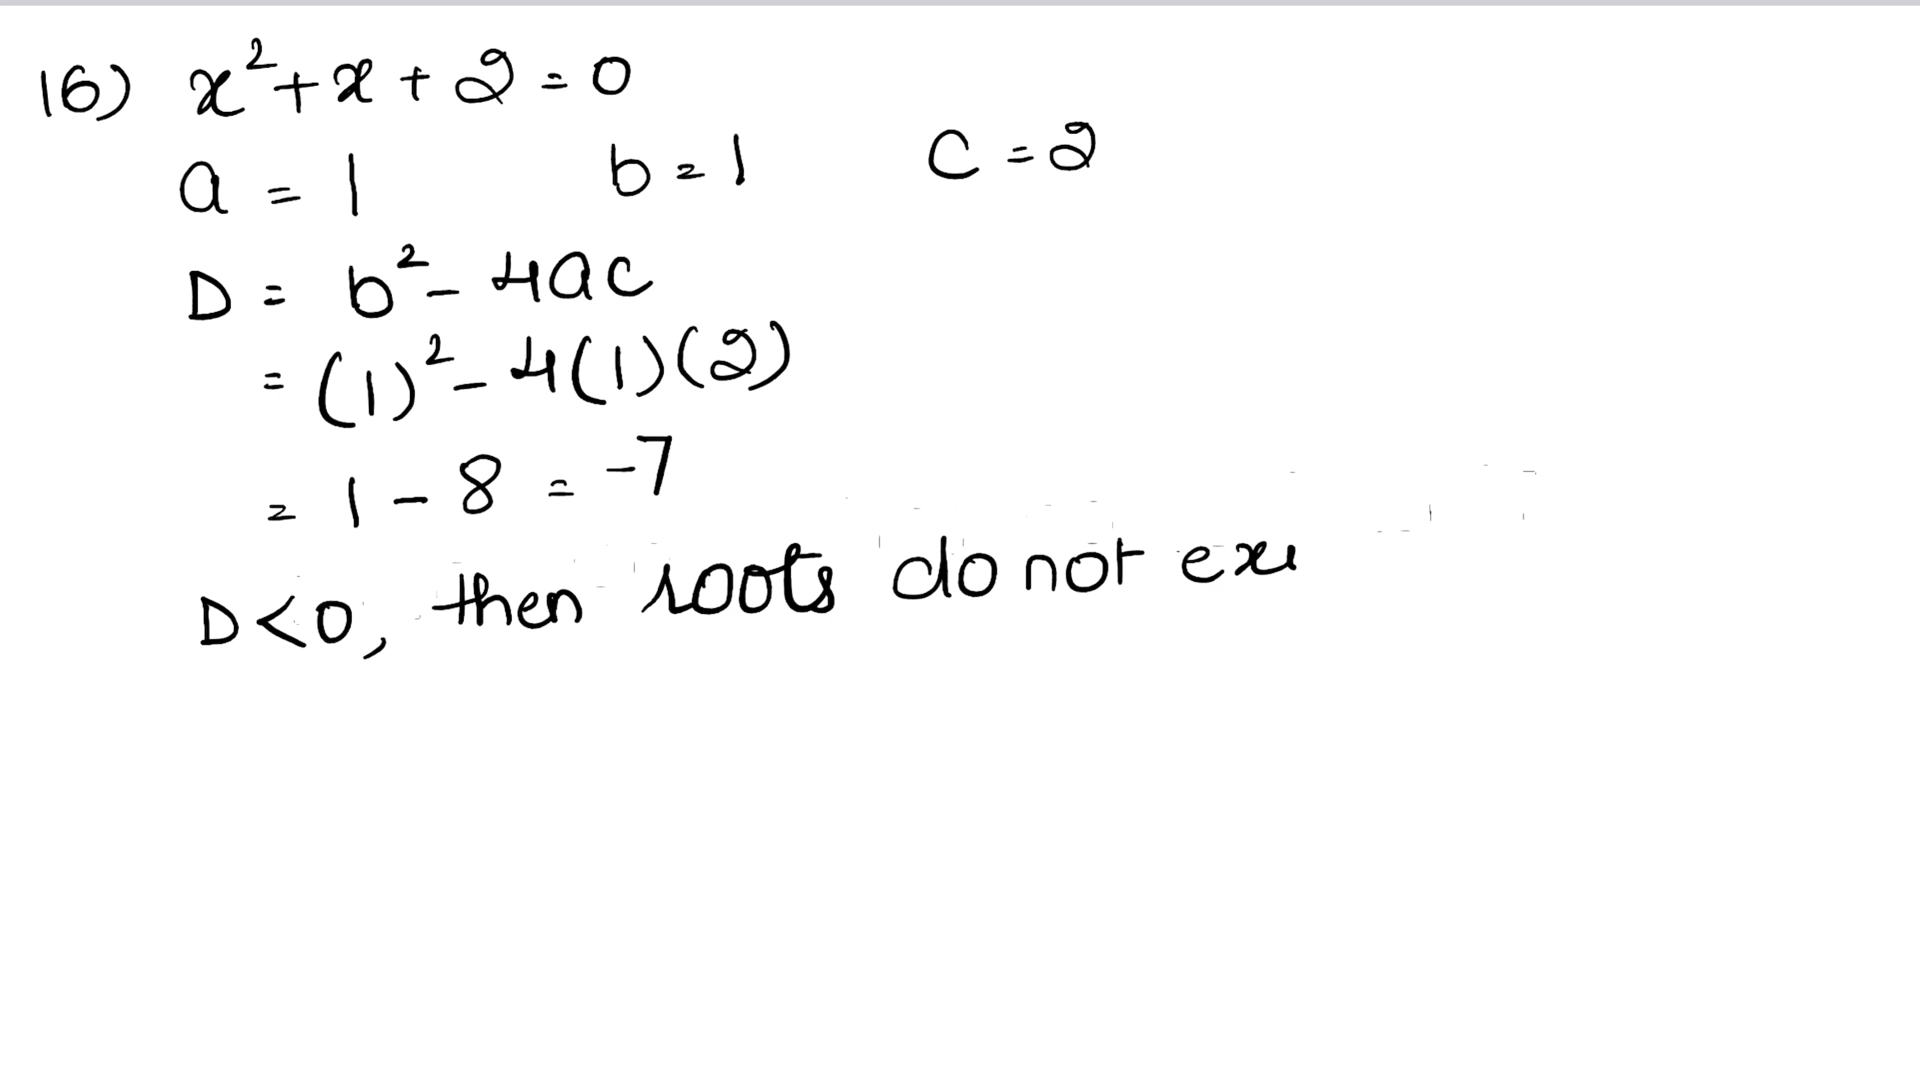 16) x²+x+2=0
a = 1 b=1 c=2
D = b²-4ac
= (1)²-4(1)(2)
= 1-8 = -7
D<0, then roots do not exi